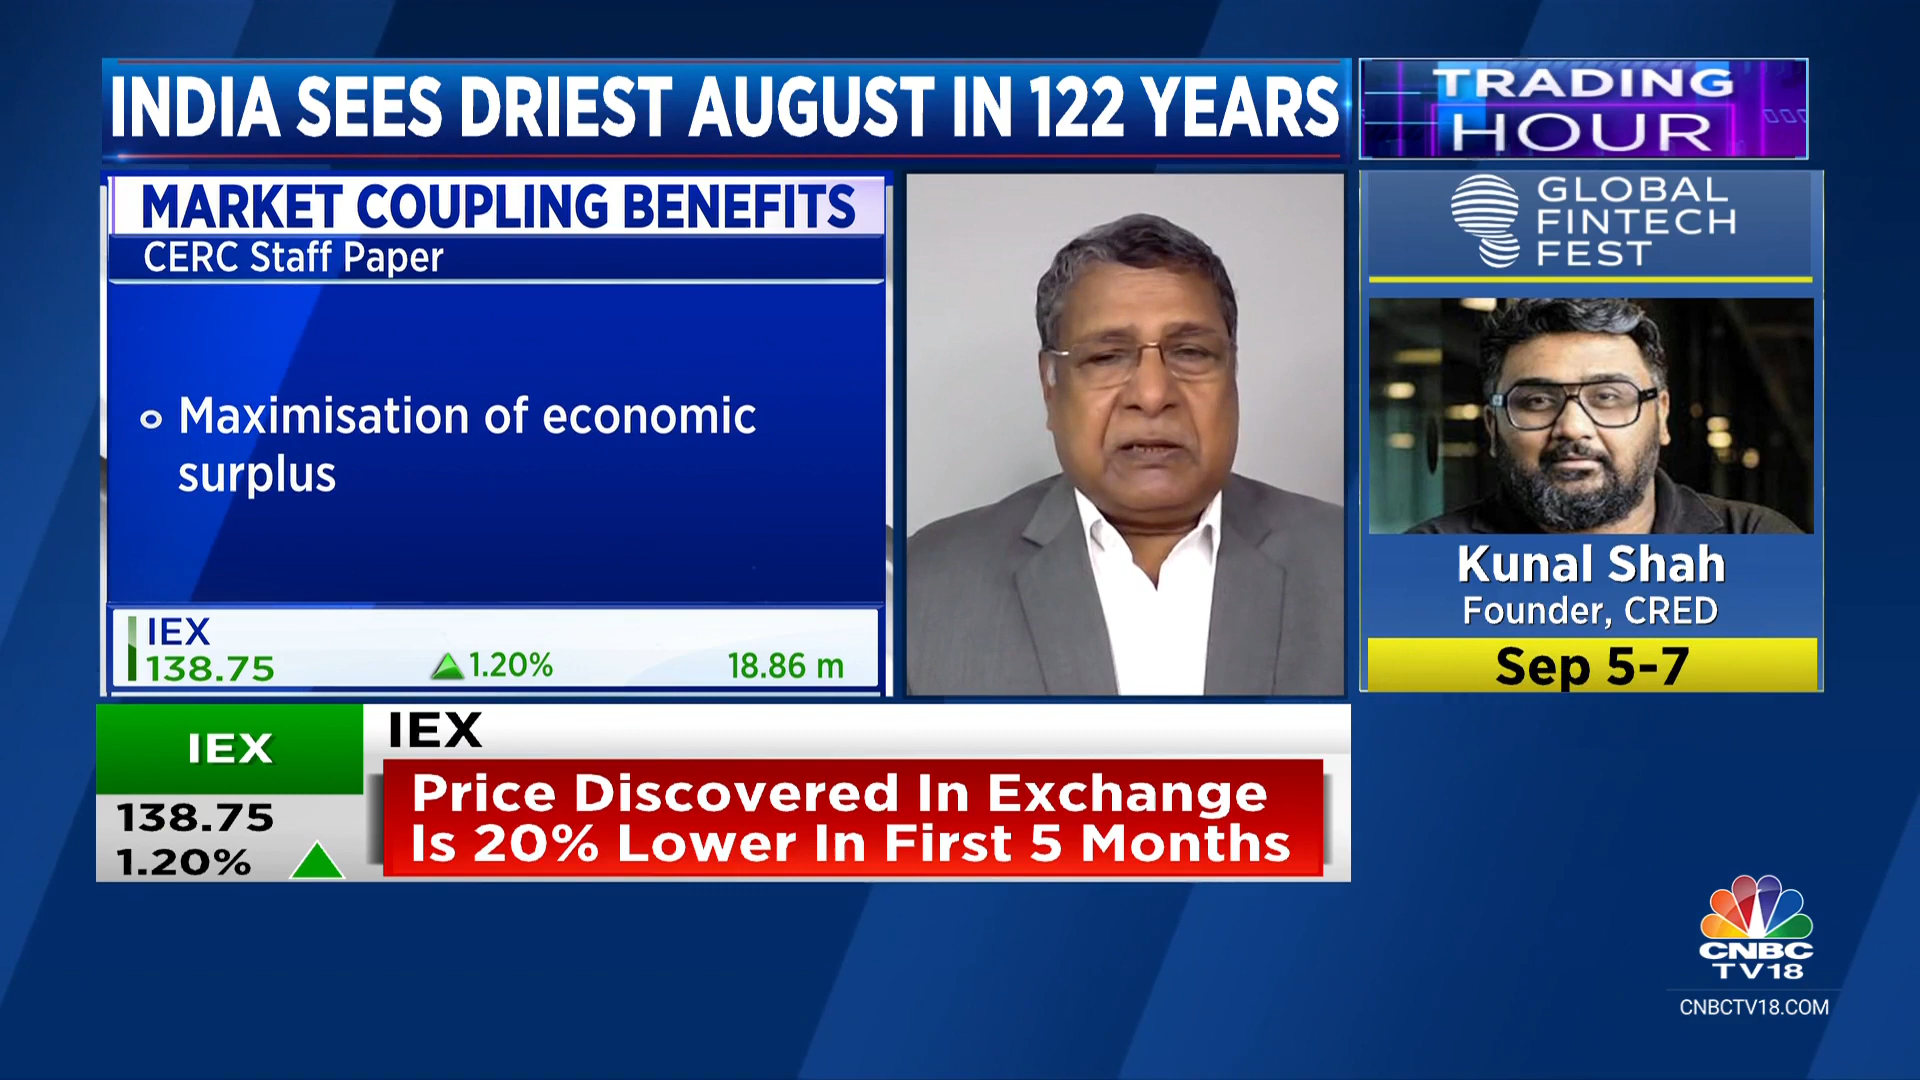 INDIA SEES DRIEST AUGUST IN 122 YEARS
TRADING
HOUR
MARKET COUPLING BENEFITS
CERC Staff Paper
Maximisation of economic
surplus
IEX
138.75
1.20%
18.86 m
GLOBAL
FINTECH
FEST
Kunal Shah
Founder, CRED
Sep 5-7
IEX
138.75
1.20%
IEX
Price Discovered In Exchange
Is 20% Lower In First 5 Months
CNBC
TV18
CNBCTV18.COM